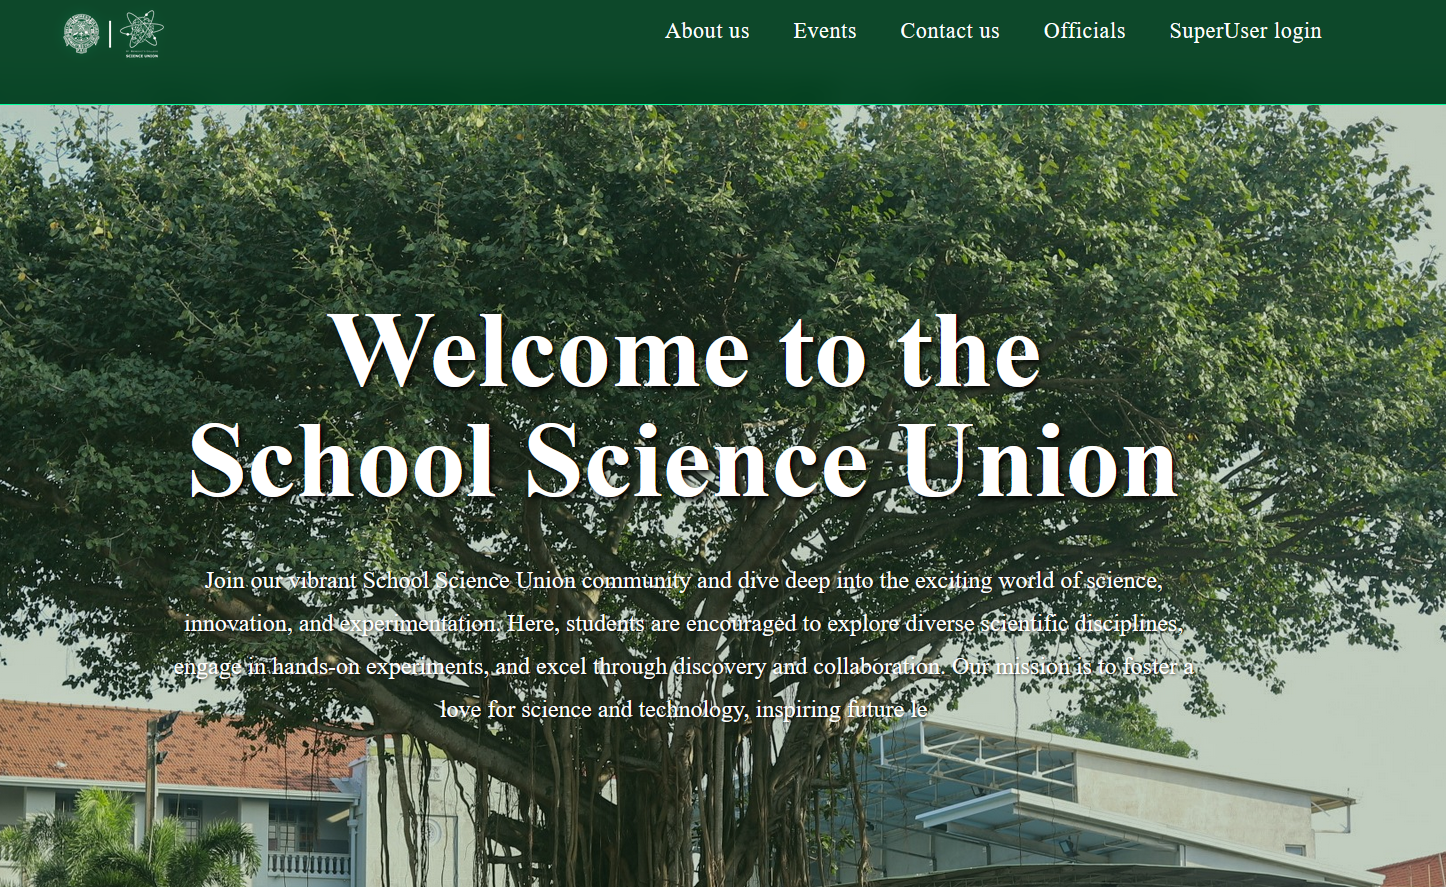 SCIENCE UNION
About us
Events
Contact us
Officials
SuperUser login
Welcome to the
School Science Union
Join our vibrant School Science Union community and dive deep into the exciting world of science,
innovation, and experimentation. Here, students are encouraged to explore diverse scientific disciplines,
engage in hands-on experiments, and excel through discovery and collaboration. Our mission is to foster a
love for science and technology, inspiring future le